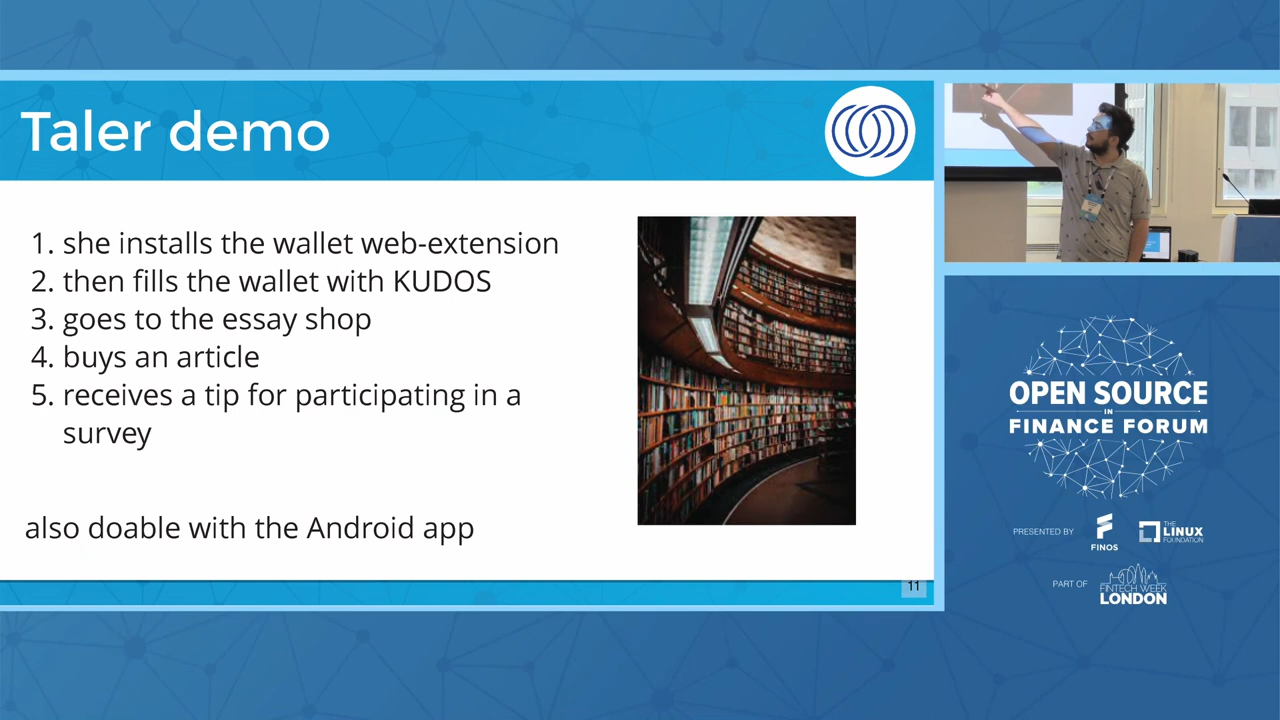 Taler demo
1. she installs the wallet web-extension
2. then fills the wallet with KUDOS
3. goes to the essay shop
4. buys an article
5. receives a tip for participating in a
survey
also doable with the Android app
11
OPEN SOURCE
IN
FINANCE FORUM
PRESENTED BY
FINOS
THE
LINUX
FOUNDATION
PART OF
FINTECH WEEK
LONDON